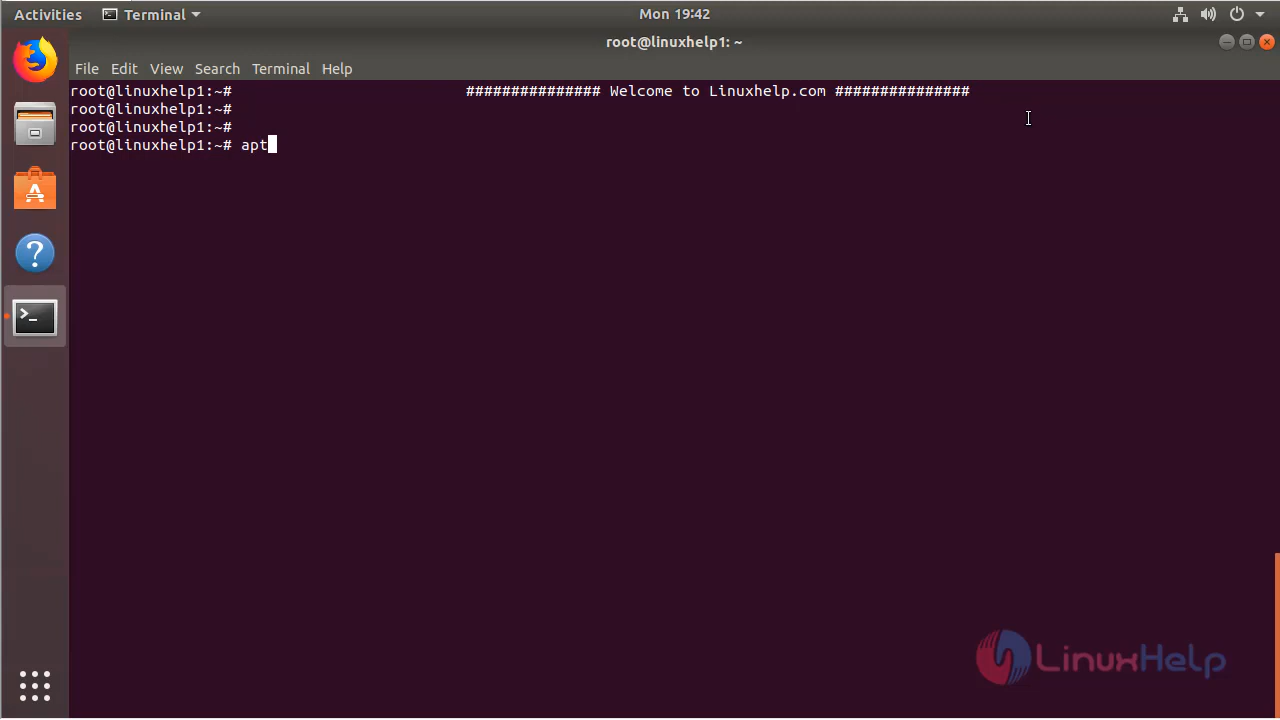 Activities Terminal Mon 19:42
root@linuxhelp1: ~
File Edit View Search Terminal Help
root@linuxhelp1:~# ############### Welcome to Linuxhelp.com ###############
root@linuxhelp1:~#
root@linuxhelp1:~#
root@linuxhelp1:~# apt
LinuxHelp